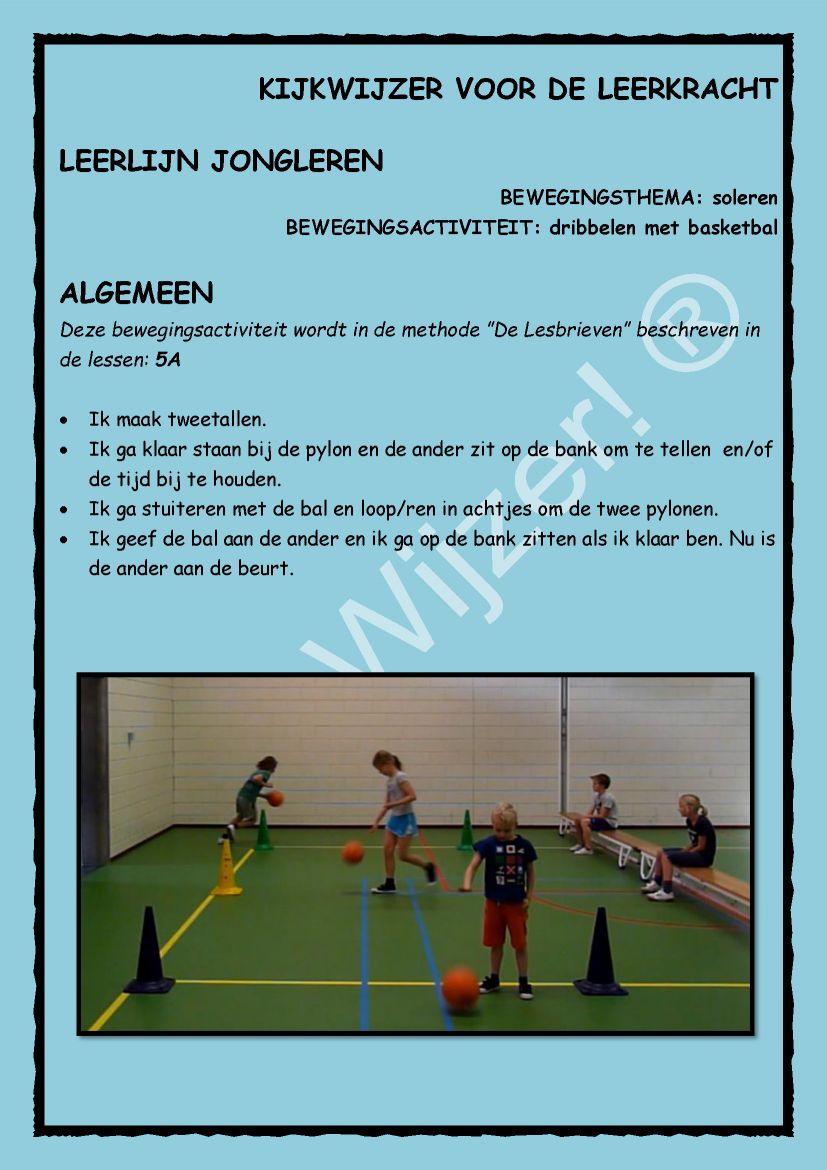 KIJKWIJZER VOOR DE LEERKRACHT
LEERLIJN JONGLEREN
BEWEGINGSTHEMA: soleren
BEWEGINGSACTIVITEIT: dribbelen met basketbal
ALGEMEEN
Deze bewegingsactiviteit wordt in de methode ”De Lesbrieven” beschreven in
de lessen: 5A
• Ik maak tweetallen.
• Ik ga klaar staan bij de pylon en de ander zit op de bank om te tellen en/of
de tijd bij te houden.
• Ik ga stuiteren met de bal en loop/ren in achtjes om de twee pylonen.
• Ik geef de bal aan de ander en ik ga op de bank zitten als ik klaar ben. Nu is
de ander aan de beurt.
Wijzer! ®